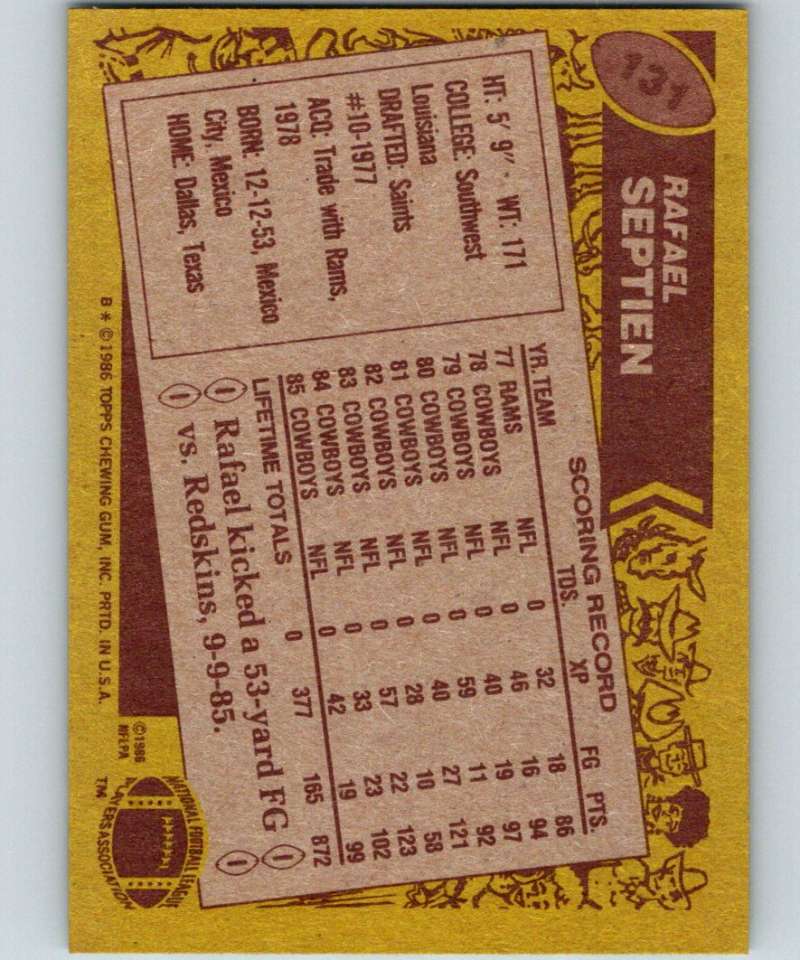 131
RAFAEL
SEPTIEN
HT: 5' 9" · WT: 171
COLLEGE: Southwest
Louisiana
DRAFTED: Saints
#10-1977
ACQ: Trade with Rams,
1978
BORN: 12-12-53, Mexico
City, Mexico
HOME: Dallas, Texas
SCORING RECORD
YR. TEAM TDS. XP FG PTS.
77 RAMS NFL 0 32 18 86
78 COWBOYS NFL 0 46 16 94
79 COWBOYS NFL 0 40 19 97
80 COWBOYS NFL 0 59 11 92
81 COWBOYS NFL 0 40 27 121
82 COWBOYS NFL 0 28 10 58
83 COWBOYS NFL 0 57 22 123
84 COWBOYS NFL 0 33 23 102
85 COWBOYS NFL 0 42 19 99
LIFETIME TOTALS 0 377 165 872
Rafael kicked a 53-yard FG
vs. Redskins, 9-9-85.
B * ©1986 TOPPS CHEWING GUM, INC. PRTD. IN U.S.A.
©1986
NFLPA
NATIONAL FOOTBALL LEAGUE
PLAYERS ASSOCIATION
TM